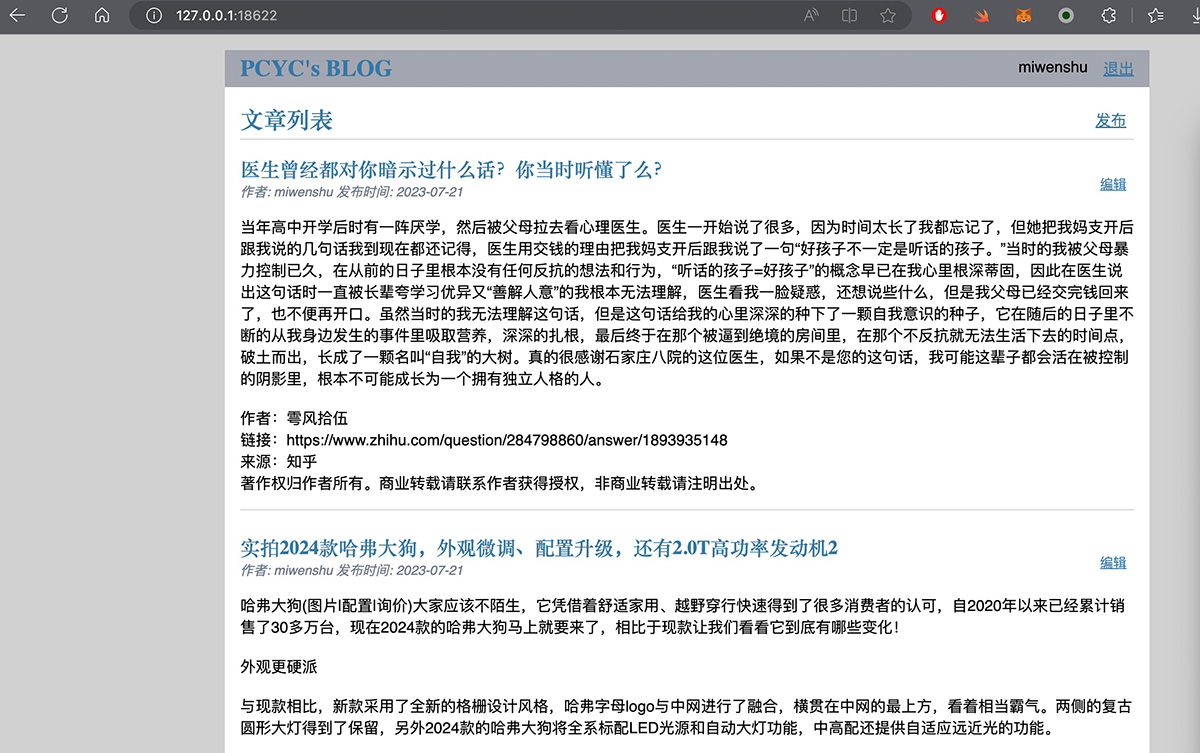 127.0.0.1:18622
PCYC's BLOG
miwenshu 退出
文章列表
发布
医生曾经都对你暗示过什么话？你当时听懂了么?
作者: miwenshu 发布时间: 2023-07-21
编辑
当年高中开学后时有一阵厌学，然后被父母拉去看心理医生。医生一开始说了很多，因为时间太长了我都忘记了，但她把我妈支开后
跟我说的几句话我到现在都还记得，医生用交钱的理由把我妈支开后跟我说了一句“好孩子不一定是听话的孩子。”当时的我被父母暴
力控制已久，在从前的日子里根本没有任何反抗的想法和行为，“听话的孩子=好孩子”的概念早已在我心里根深蒂固，因此在医生说
出这句话时一直被长辈夸学习优异又“善解人意”的我根本无法理解，医生看我一脸疑惑，还想说些什么，但是我父母已经交完钱回来
了，也不便再开口。虽然当时的我无法理解这句话，但是这句话给我的心里深深的种下了一颗自我意识的种子，它在随后的日子里不
断的从我身边发生的事件里吸取营养，深深的扎根，最后终于在那个被逼到绝境的房间里，在那个不反抗就无法生活下去的时间点，
破土而出，长成了一颗名叫“自我”的大树。真的很感谢石家庄八院的这位医生，如果不是您的这句话，我可能这辈子都会活在被控制
的阴影里，根本不可能成长为一个拥有独立人格的人。
作者：雩风拾伍
链接：https://www.zhihu.com/question/284798860/answer/1893935148
来源：知乎
著作权归作者所有。商业转载请联系作者获得授权，非商业转载请注明出处。
实拍2024款哈弗大狗，外观微调、配置升级，还有2.0T高功率发动机2
作者: miwenshu 发布时间: 2023-07-21
编辑
哈弗大狗(图片|配置|询价)大家应该不陌生，它凭借着舒适家用、越野穿行快速得到了很多消费者的认可，自2020年以来已经累计销
售了30多万台，现在2024款的哈弗大狗马上就要来了，相比于现款让我们看看它到底有哪些变化！
外观更硬派
与现款相比，新款采用了全新的格栅设计风格，哈弗字母logo与中网进行了融合，横贯在中网的最上方，看着相当霸气。两侧的复古
圆形大灯得到了保留，另外2024款的哈弗大狗将全系标配LED光源和自动大灯功能，中高配还提供自适应远近光的功能。